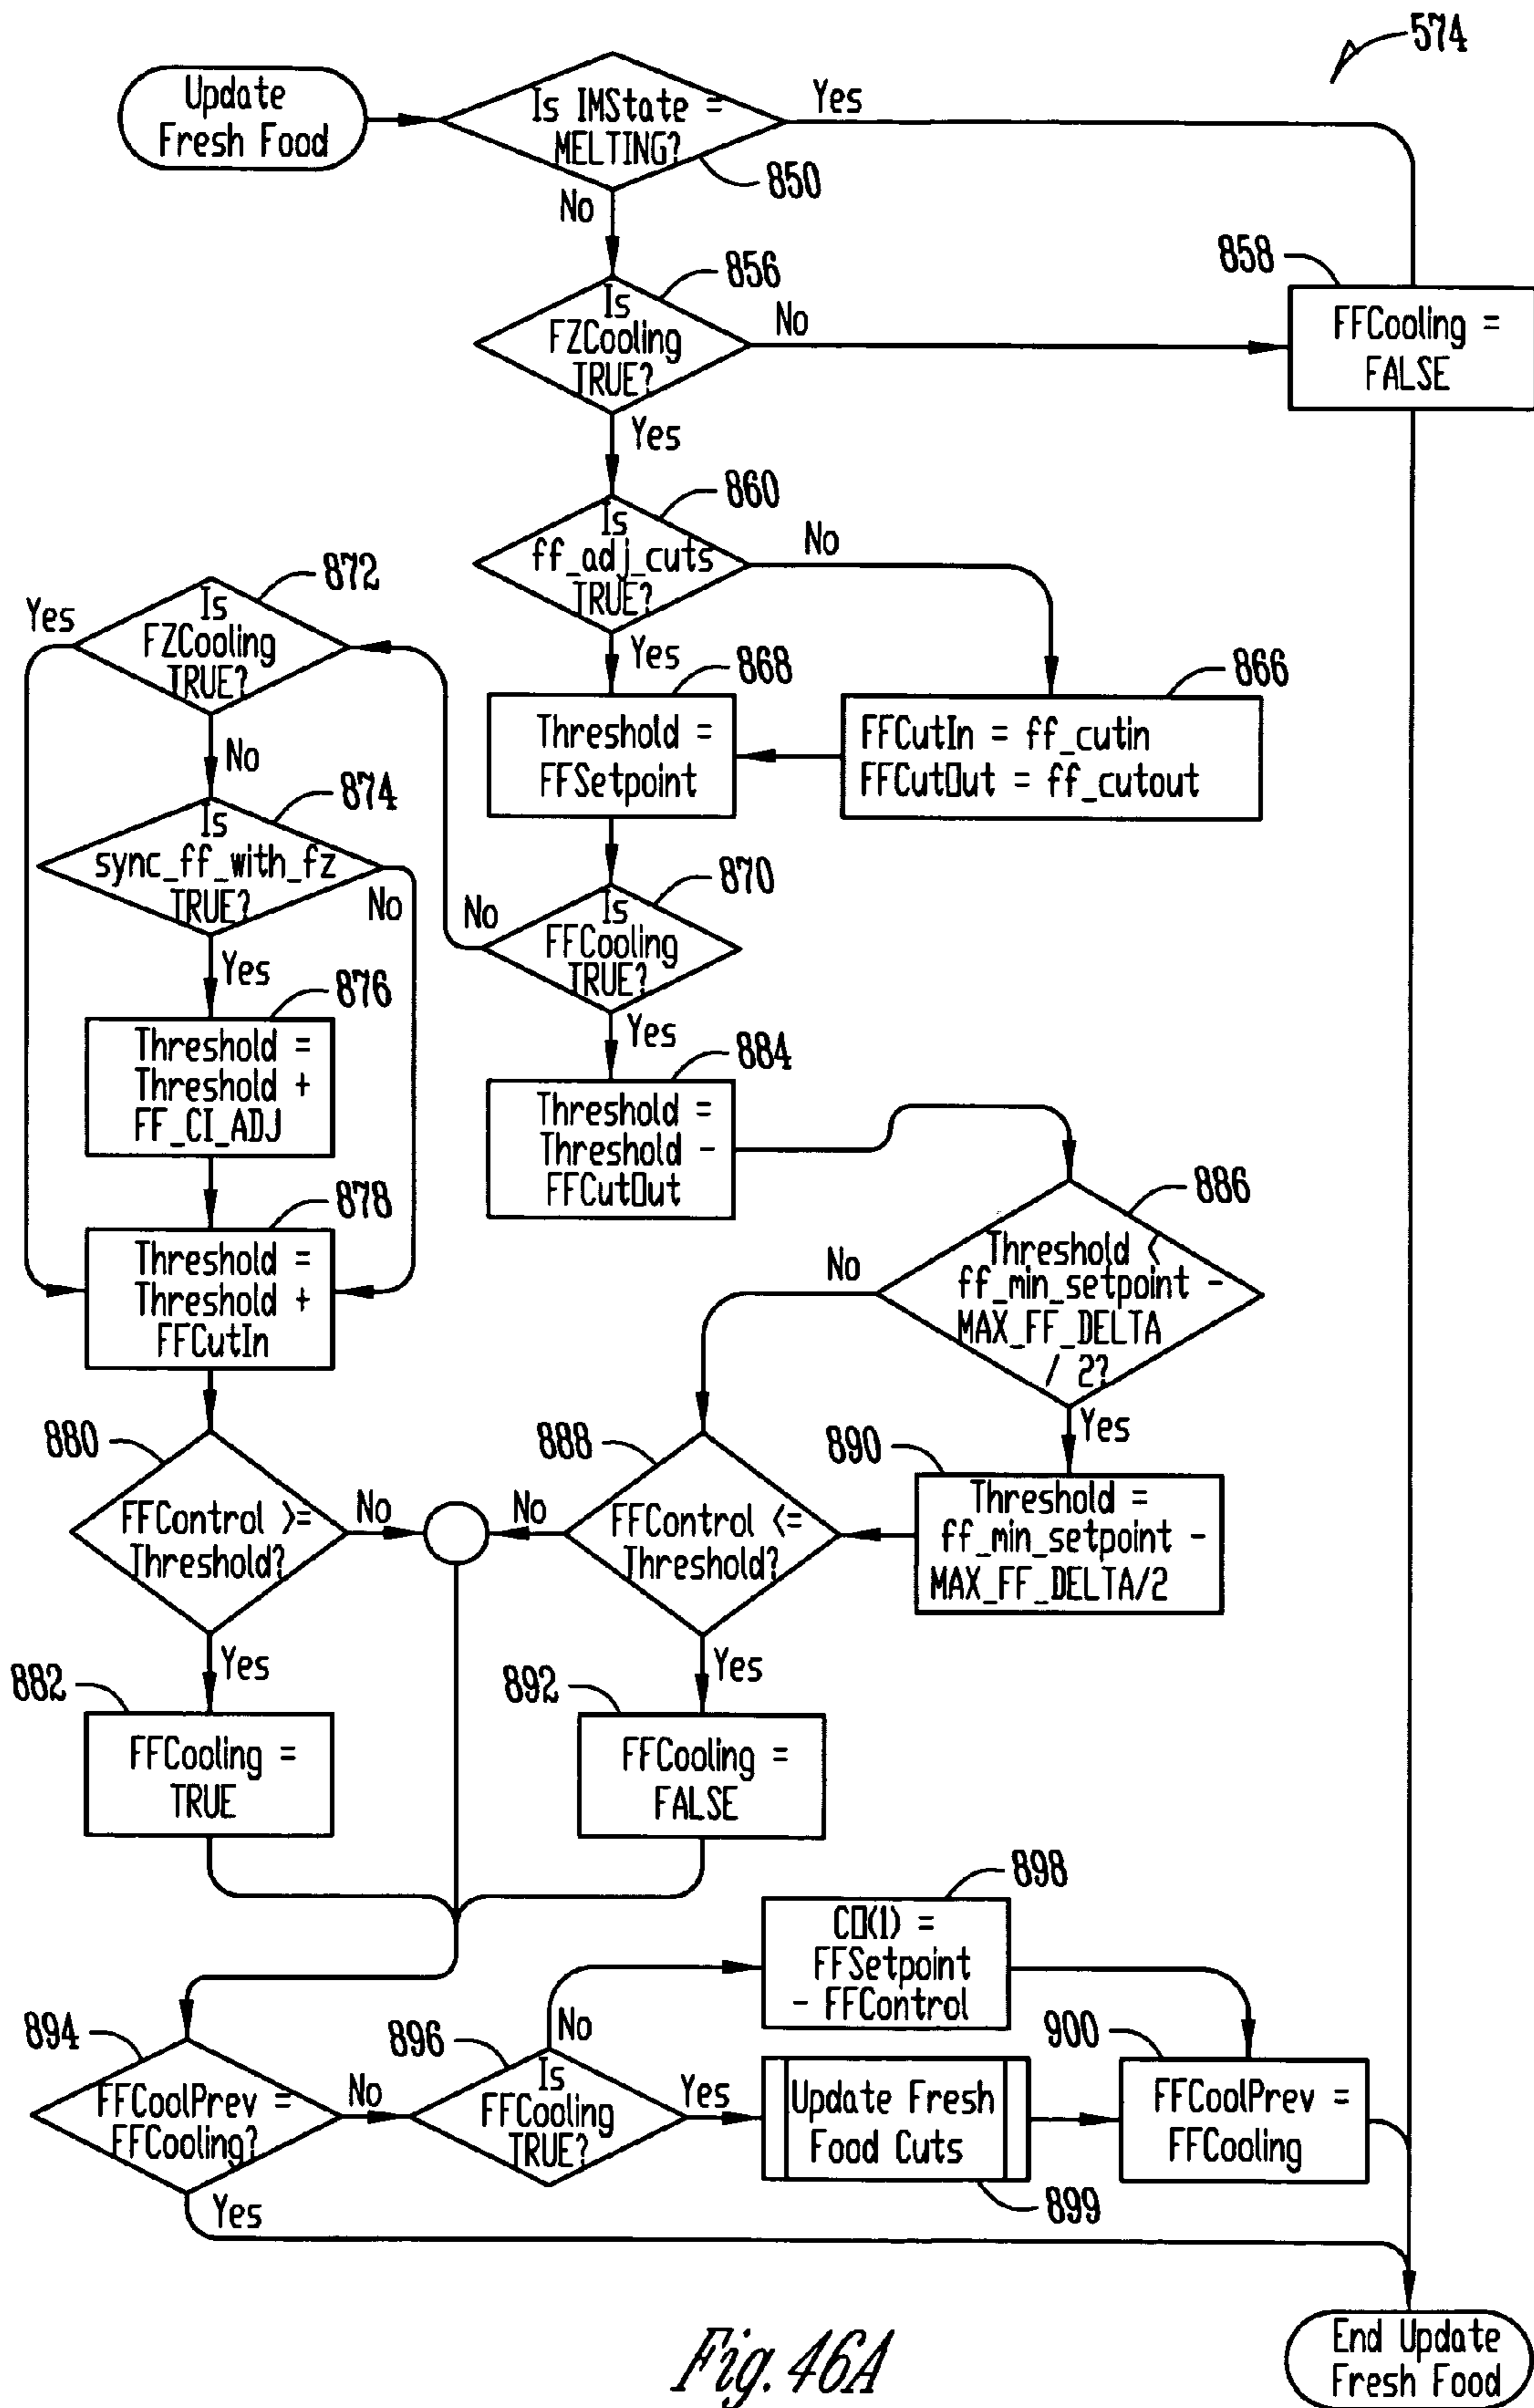 574
Update
Fresh Food
Is IMState =
MELTING?
Yes
850
No
856
Is
FZCooling
TRUE?
No
858
FFCooling =
FALSE
Yes
860
Is
ff_adj_cuts
TRUE?
No
872
Yes
Is
FZCooling
TRUE?
Yes
868
Threshold =
FFSetpoint
866
FFCutIn = ff_cutin
FFCutOut = ff_cutout
No
874
Is
sync_ff_with_fz
TRUE?
No
870
No
Is
FFCooling
TRUE?
Yes
876
Threshold =
Threshold +
FF_CI_ADJ
Yes
884
Threshold =
Threshold -
FFCutOut
878
Threshold =
Threshold +
FFCutIn
886
No
Threshold <
ff_min_setpoint -
MAX_FF_DELTA
/ 2?
Yes
880
FFControl >=
Threshold?
No
888
No
FFControl <=
Threshold?
890
Threshold =
ff_min_setpoint -
MAX_FF_DELTA/2
Yes
882
FFCooling =
TRUE
Yes
892
FFCooling =
FALSE
898
CO(1) =
FFSetpoint
- FFControl
894
FFCoolPrev =
FFCooling?
No
896
No
Is
FFCooling
TRUE?
Yes
Update Fresh
Food Cuts
899
900
FFCoolPrev =
FFCooling
Yes
End Update
Fresh Food
Fig. 46A